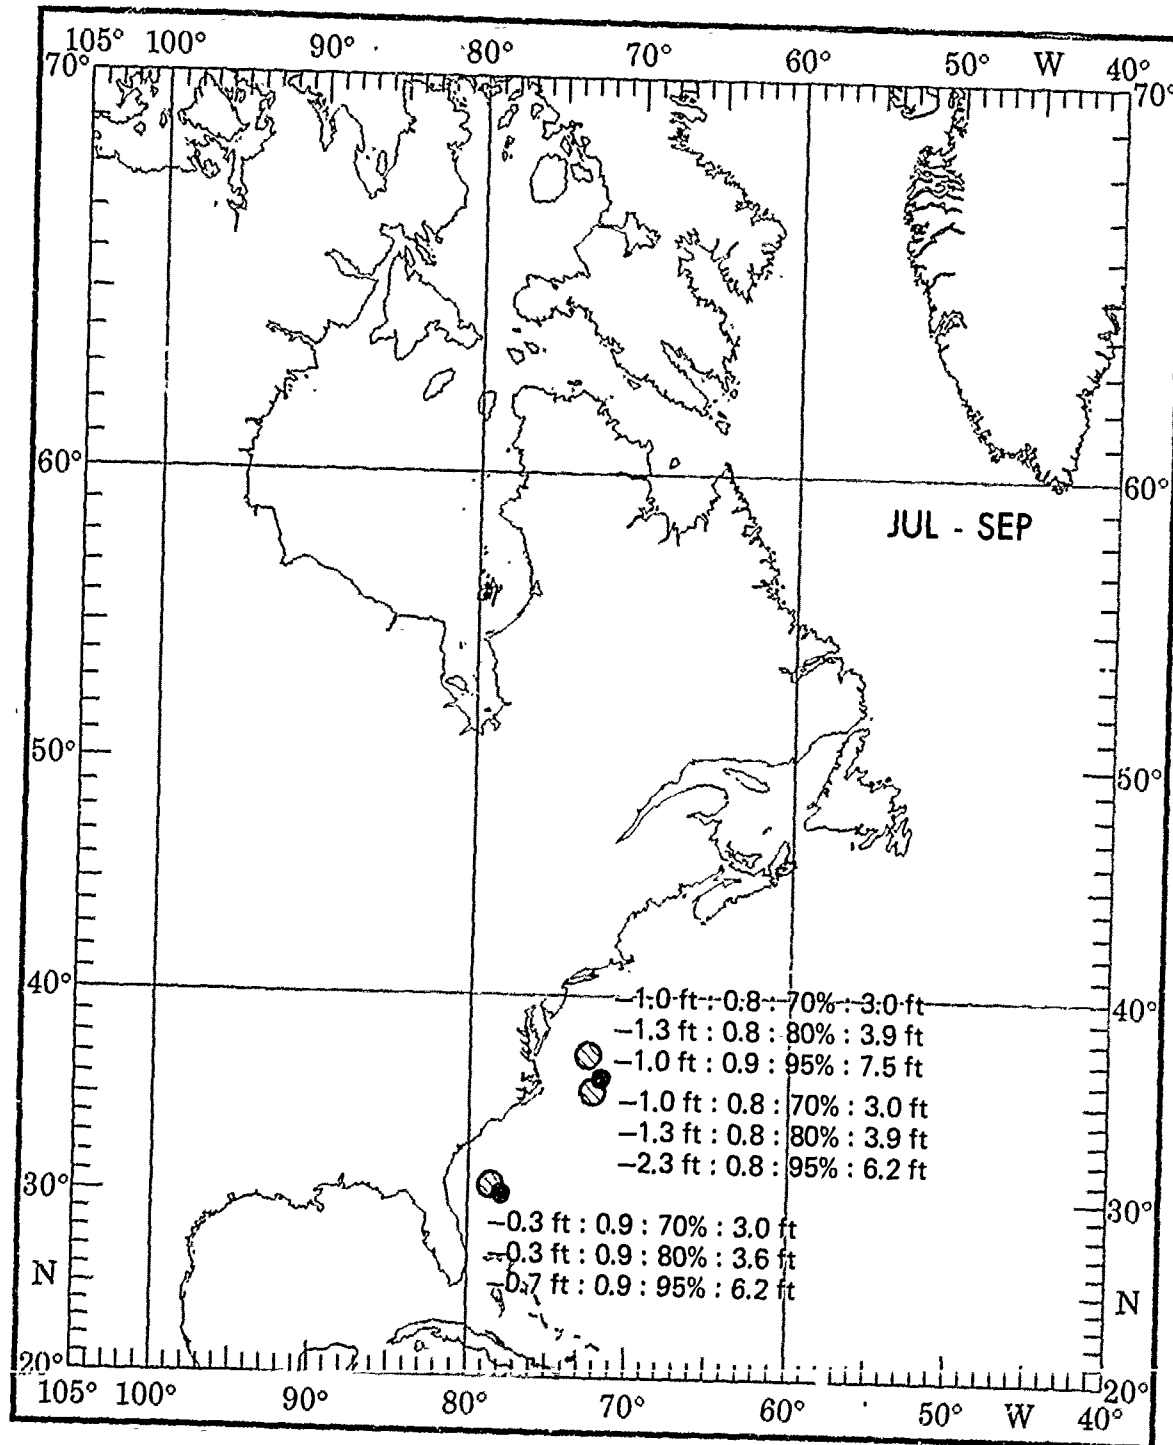 105° 100° 90° 80° 70° 60° 50° W 40°
70° 70°
60° 60°
JUL - SEP
50° 50°
40° 40°
−1.0 ft : 0.8 : 70% : 3.0 ft
−1.3 ft : 0.8 : 80% : 3.9 ft
−1.0 ft : 0.9 : 95% : 7.5 ft
−1.0 ft : 0.8 : 70% : 3.0 ft
−1.3 ft : 0.8 : 80% : 3.9 ft
−2.3 ft : 0.8 : 95% : 6.2 ft
30° 30°
−0.3 ft : 0.9 : 70% : 3.0 ft
−0.3 ft : 0.9 : 80% : 3.6 ft
−0.7 ft : 0.9 : 95% : 6.2 ft
N N
20° 20°
105° 100° 90° 80° 70° 60° 50° W 40°